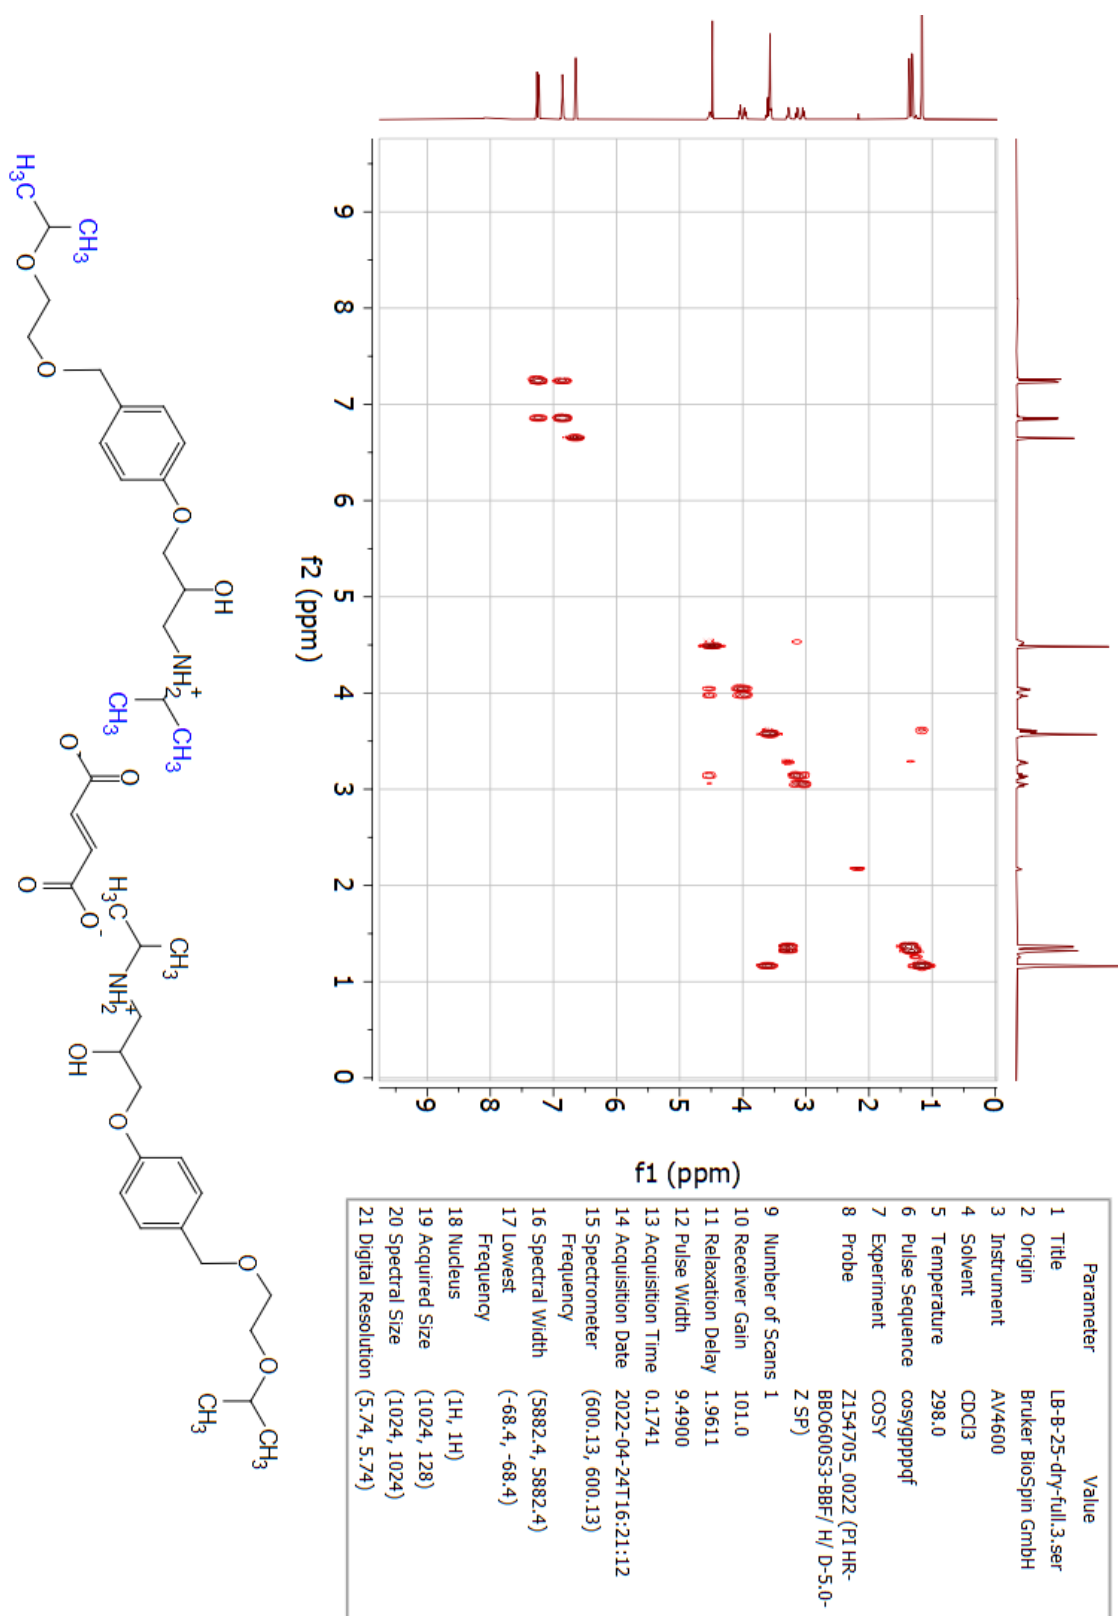 Parameter Value
1 Title LB-B-25-dry-full.3.ser
2 Origin Bruker BioSpin GmbH
3 Instrument AV4600
4 Solvent CDCl3
5 Temperature 298.0
6 Pulse Sequence cosygpppqf
7 Experiment COSY
8 Probe Z154705_0022 (PI HR-
BBO600S3-BBF/ H/ D-5.0-
Z SP)
9 Number of Scans 1
10 Receiver Gain 101.0
11 Relaxation Delay 1.9611
12 Pulse Width 9.4900
13 Acquisition Time 0.1741
14 Acquisition Date 2022-04-24T16:21:12
15 Spectrometer (600.13, 600.13)
Frequency
16 Spectral Width (5882.4, 5882.4)
17 Lowest (-68.4, -68.4)
Frequency
18 Nucleus (1H, 1H)
19 Acquired Size (1024, 128)
20 Spectral Size (1024, 1024)
21 Digital Resolution (5.74, 5.74)
0
1
2
3
4
5
6
7
8
9
f1 (ppm)
9 8 7 6 5 4 3 2 1 0
f2 (ppm)
H3C
CH3
O
O
O
OH
NH2+
CH3
CH3
O-
O
O
O-
H3C
CH3
NH2+
OH
O
O
O
CH3
CH3